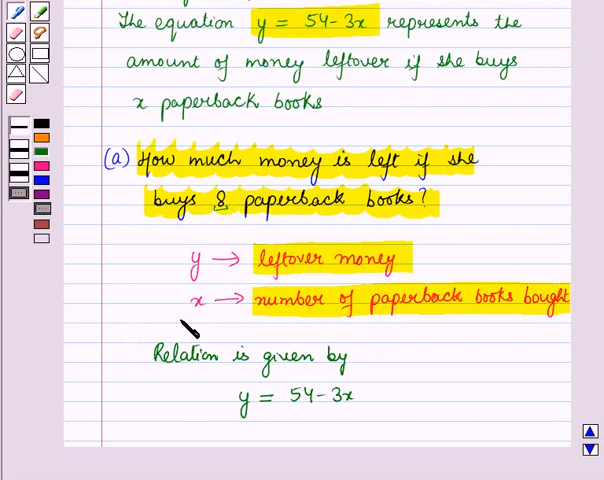 The equation y = 54-3x represents the
amount of money leftover if she buys
x paperback books
(a) How much money is left if she
buys 8 paperback books?
y → leftover money
x → number of paperback books bought
Relation is given by
y = 54-3x